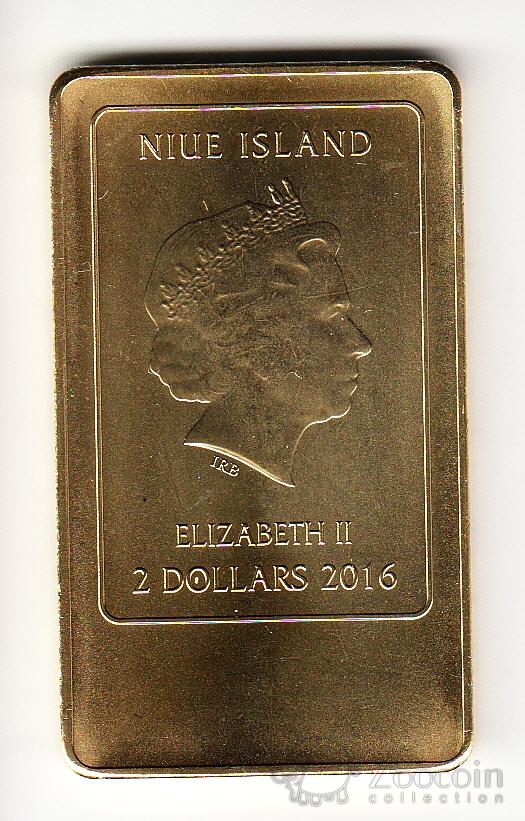 NIUE ISLAND
IRB
ELIZABETH II
2 DOLLARS 2016
Zoocoin
collection